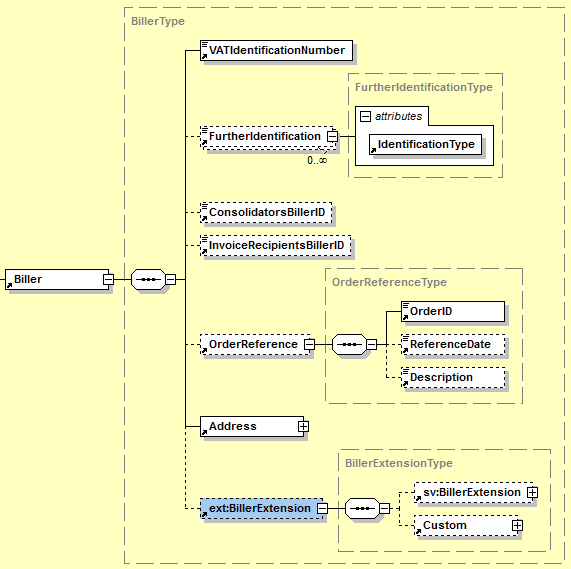 BillerType
VATIdentificationNumber
FurtherIdentificationType
attributes
FurtherIdentification
IdentificationType
0..∞
ConsolidatorsBillerID
InvoiceRecipientsBillerID
Biller
OrderReferenceType
OrderID
OrderReference
ReferenceDate
Description
Address
BillerExtensionType
sv:BillerExtension
ext:BillerExtension
Custom